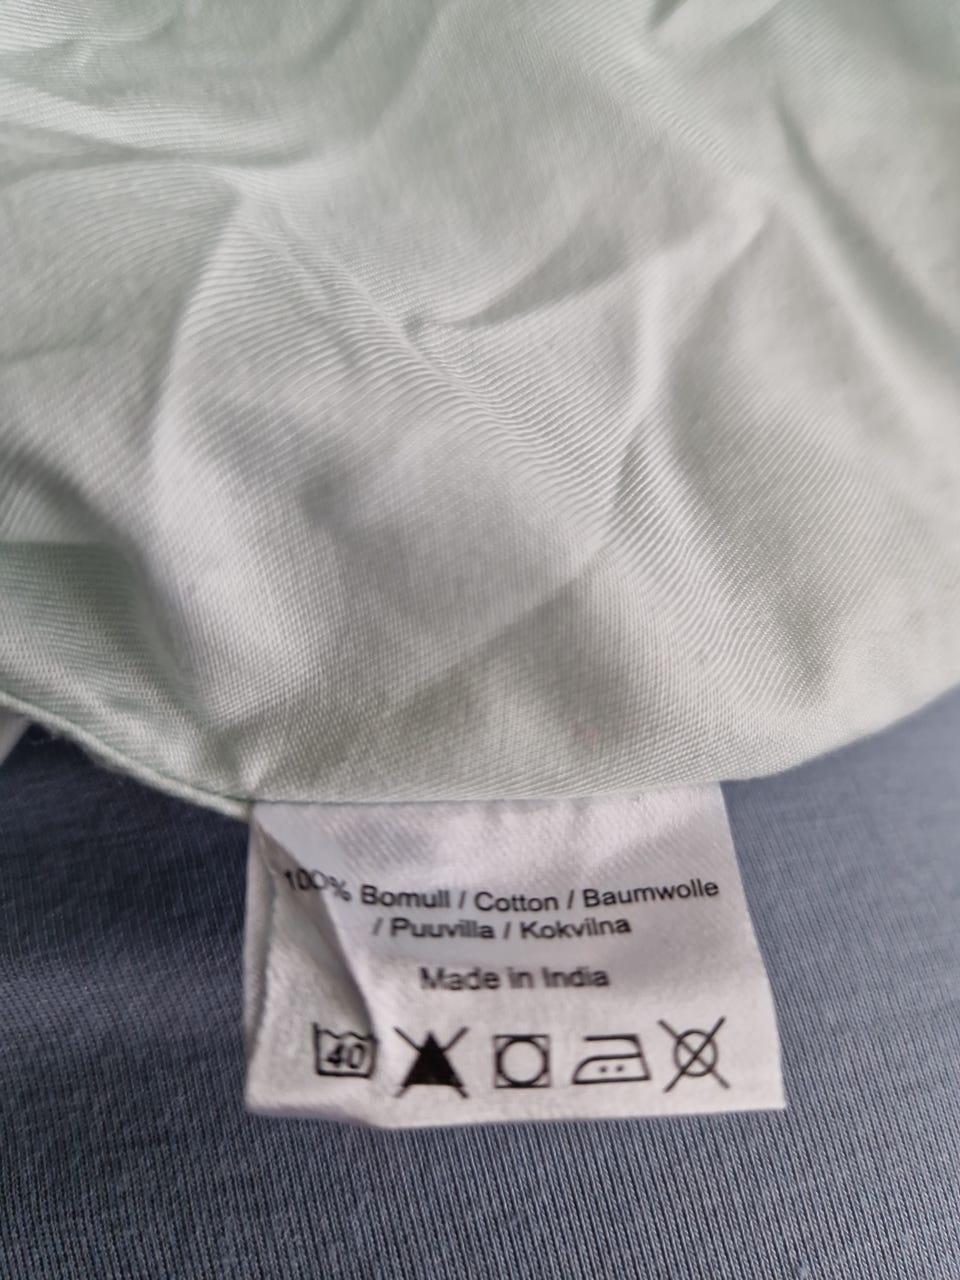 100% Bomull / Cotton / Baumwolle
/ Puuvilla / Kokvilna
Made in India
40